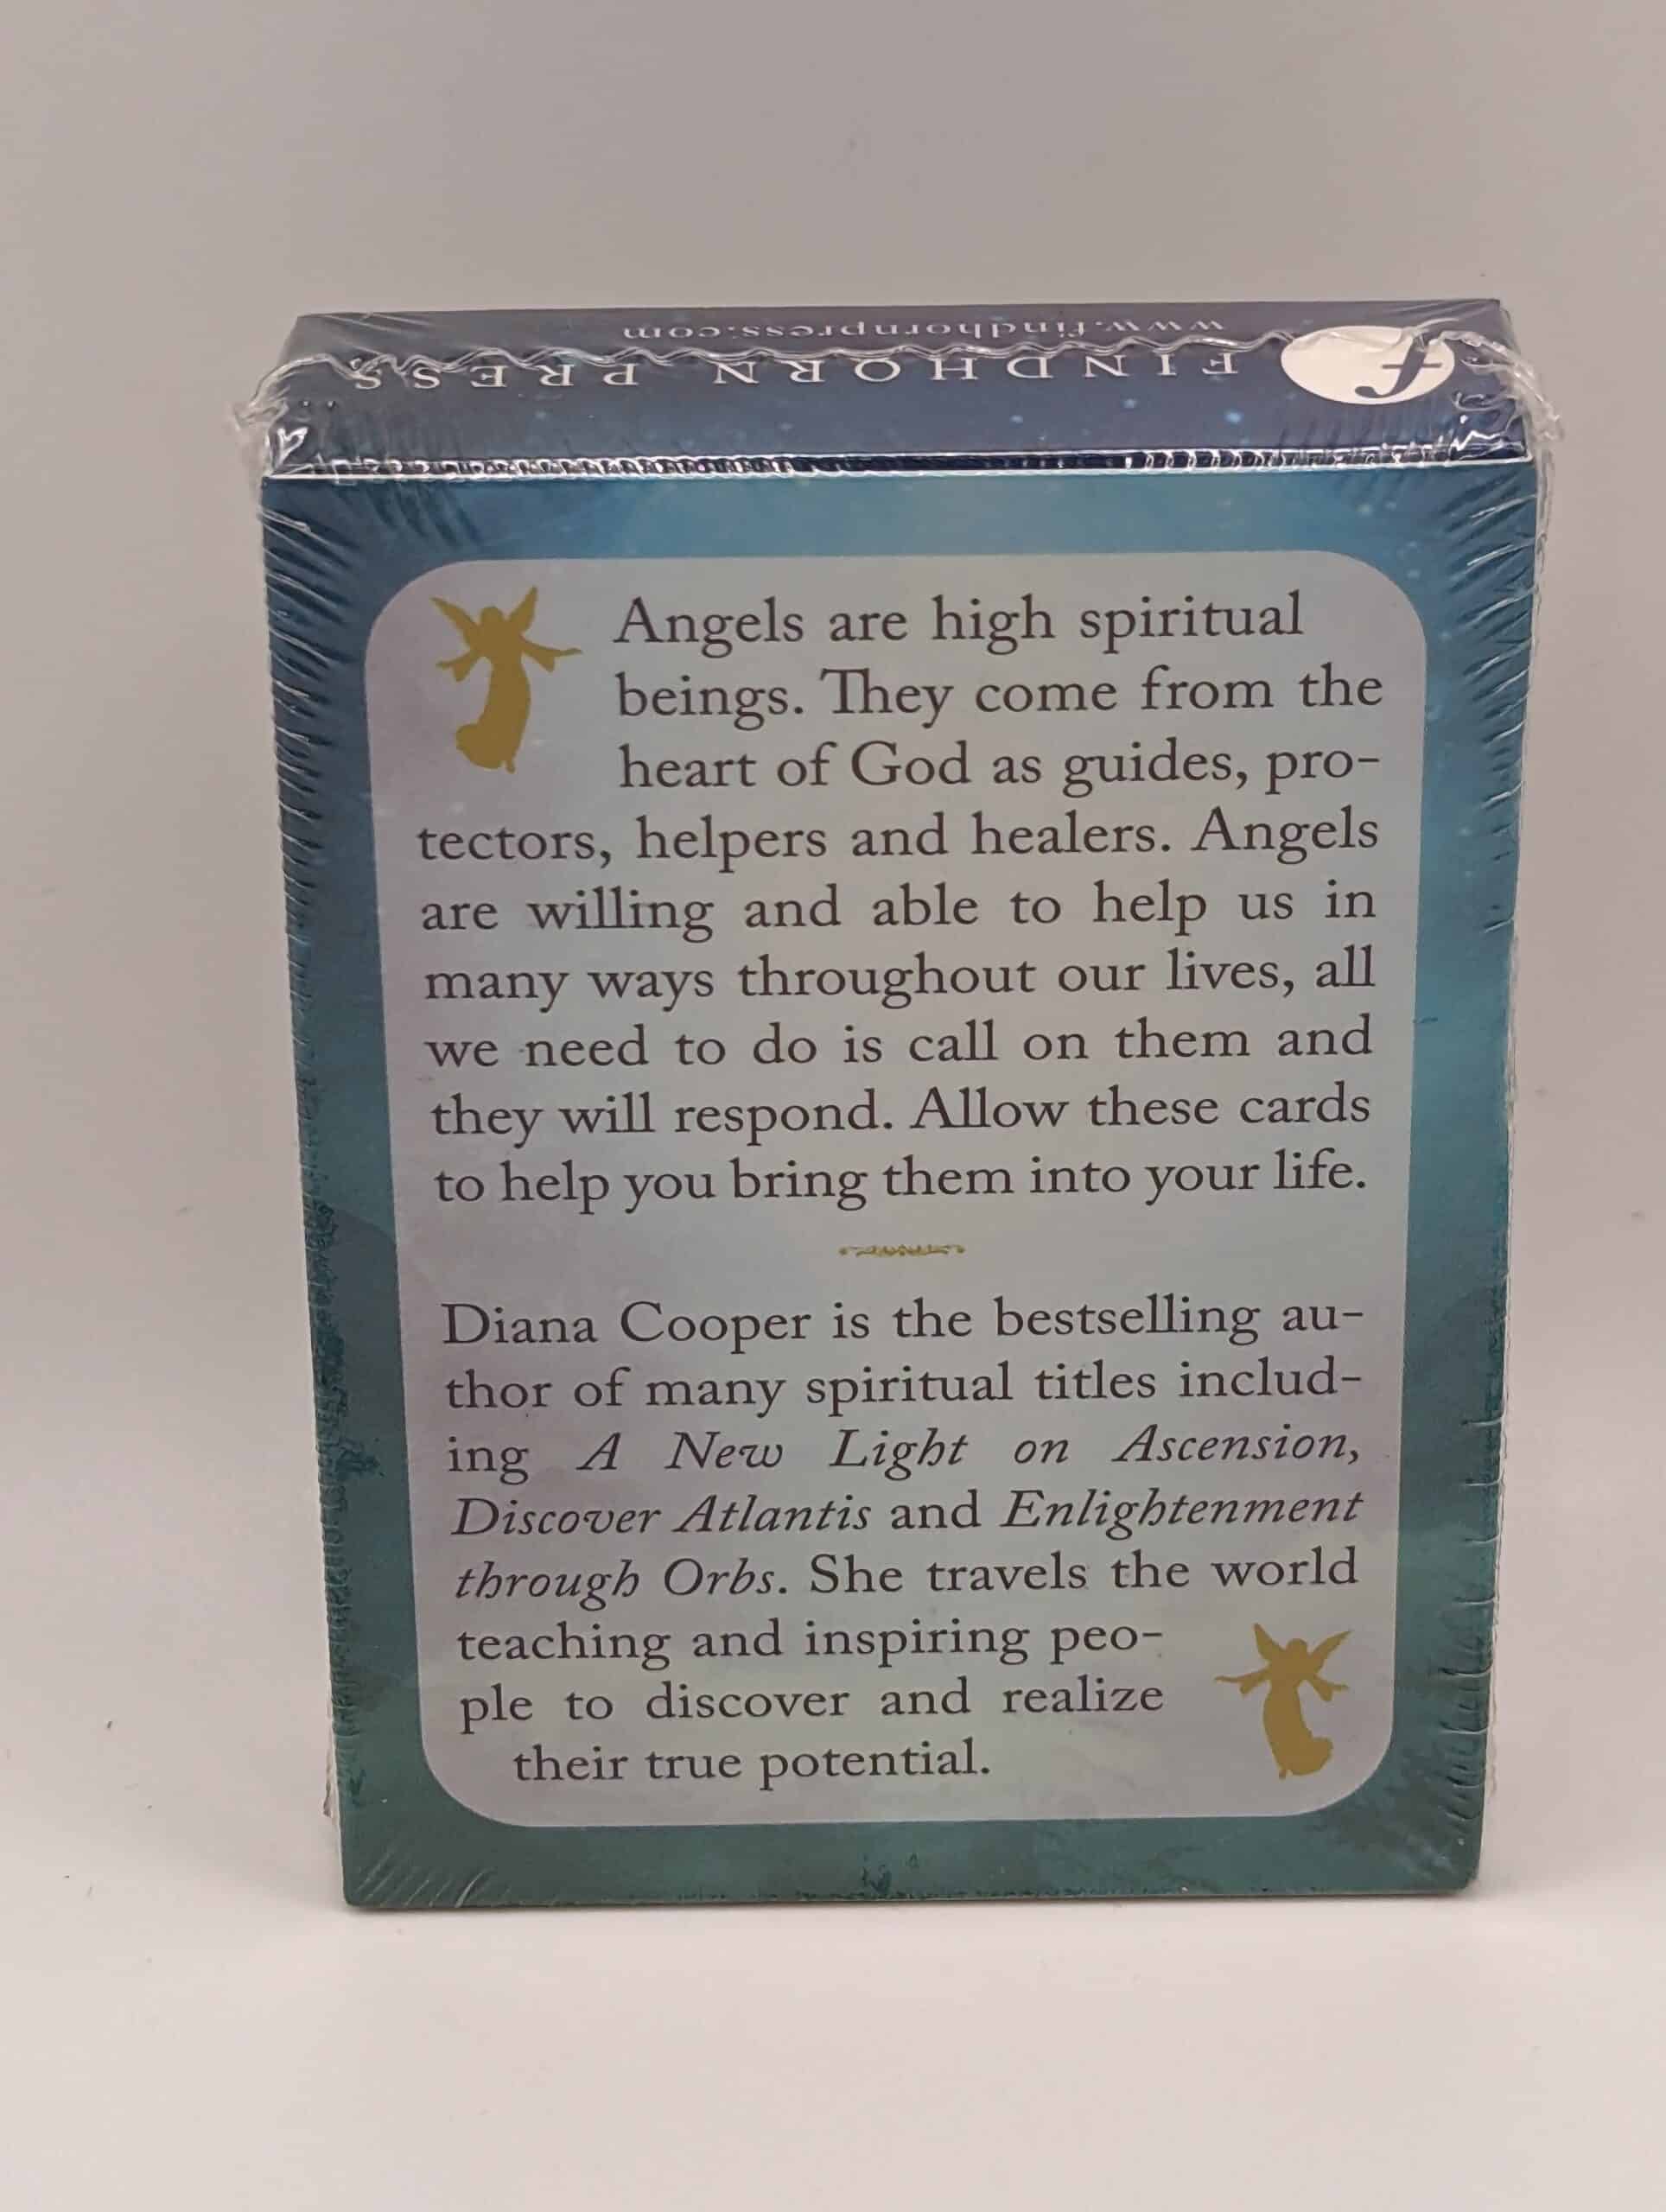 www.findhornpress.com
FINDHORN PRESS
f
Angels are high spiritual
beings. They come from the
heart of God as guides, pro-
tectors, helpers and healers. Angels
are willing and able to help us in
many ways throughout our lives, all
we need to do is call on them and
they will respond. Allow these cards
to help you bring them into your life.
Diana Cooper is the bestselling au-
thor of many spiritual titles includ-
ing A New Light on Ascension,
Discover Atlantis and Enlightenment
through Orbs. She travels the world
teaching and inspiring peo-
ple to discover and realize
their true potential.